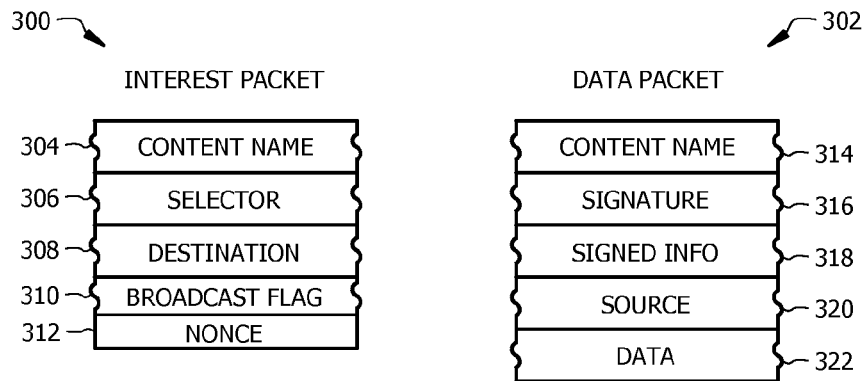 300
302
INTEREST PACKET
DATA PACKET
304
CONTENT NAME
306
SELECTOR
308
DESTINATION
310
BROADCAST FLAG
312
NONCE
CONTENT NAME
314
SIGNATURE
316
SIGNED INFO
318
SOURCE
320
DATA
322